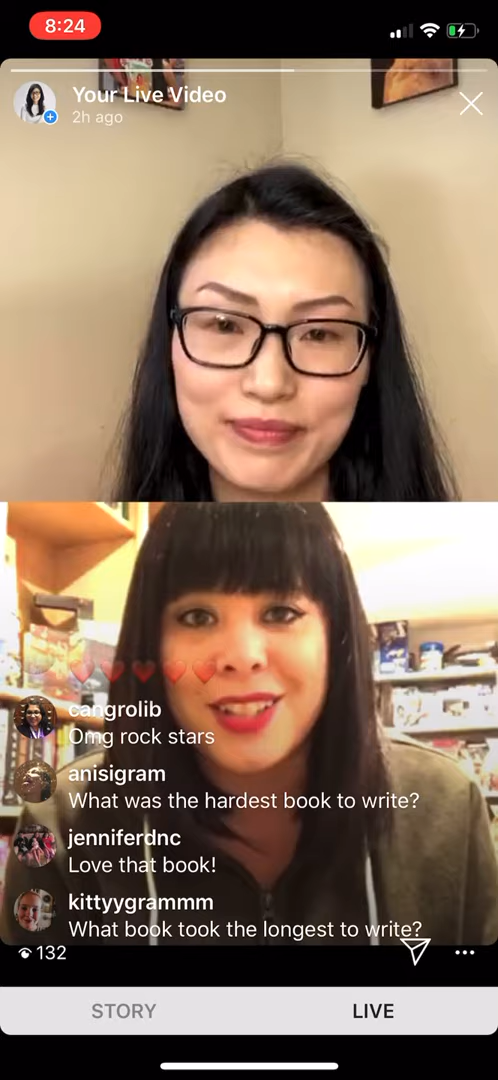 8:24
Your Live Video
2h ago
cangrolib
Omg rock stars
anisigram
What was the hardest book to write?
jenniferdnc
Love that book!
kittyygrammm
What book took the longest to write?
132
STORY
LIVE